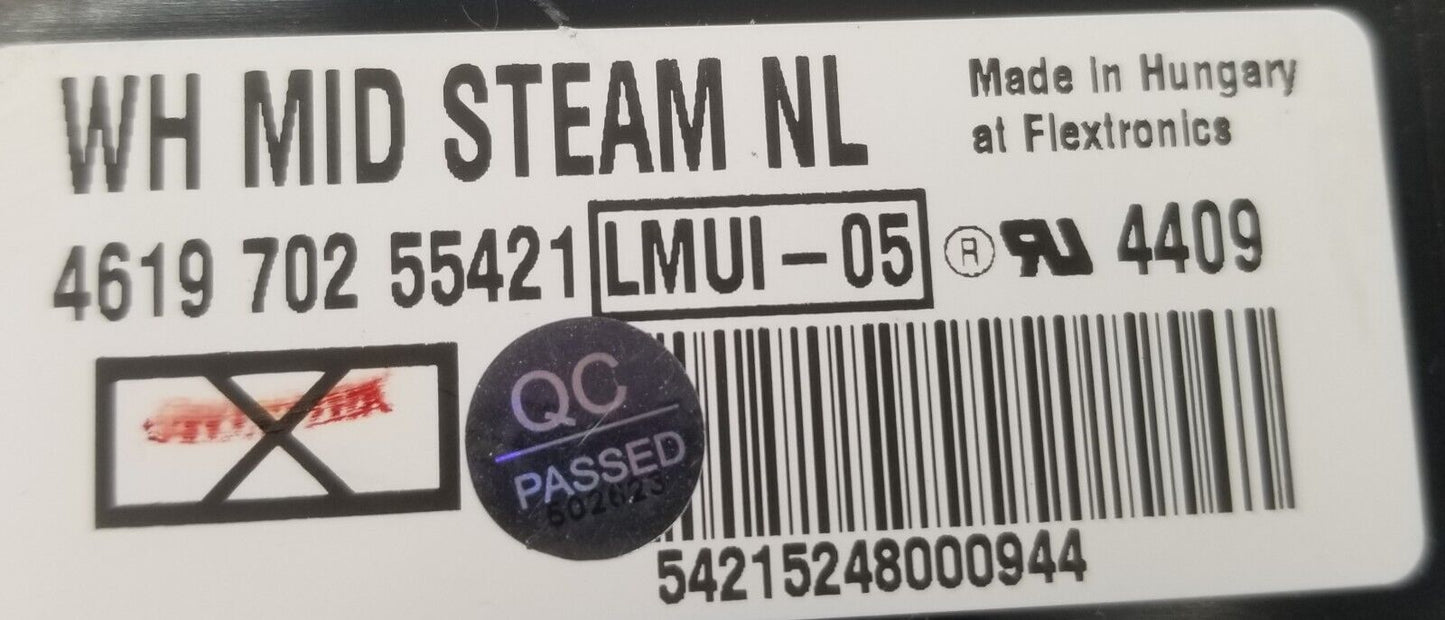 WH MID STEAM NL
Made in Hungary
at Flextronics
4619 702 55421 LMUI - 05 ® RU 4409
QC
PASSED
502623
54215248000944